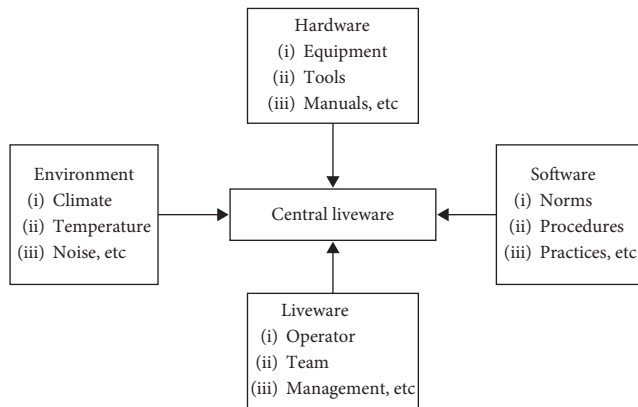 Hardware
(i) Equipment
(ii) Tools
(iii) Manuals, etc
Environment
(i) Climate
(ii) Temperature
(iii) Noise, etc
Central liveware
Software
(i) Norms
(ii) Procedures
(iii) Practices, etc
Liveware
(i) Operator
(ii) Team
(iii) Management, etc